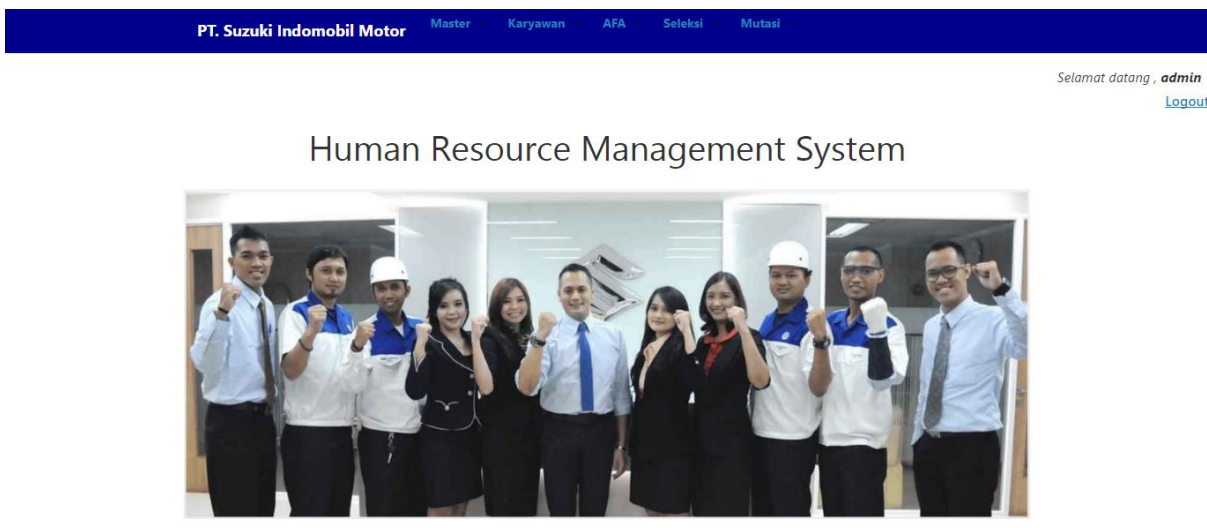 PT. Suzuki Indomobil Motor Master Karyawan AFA Seleksi Mutasi
Selamat datang , admin
Logout
Human Resource Management System